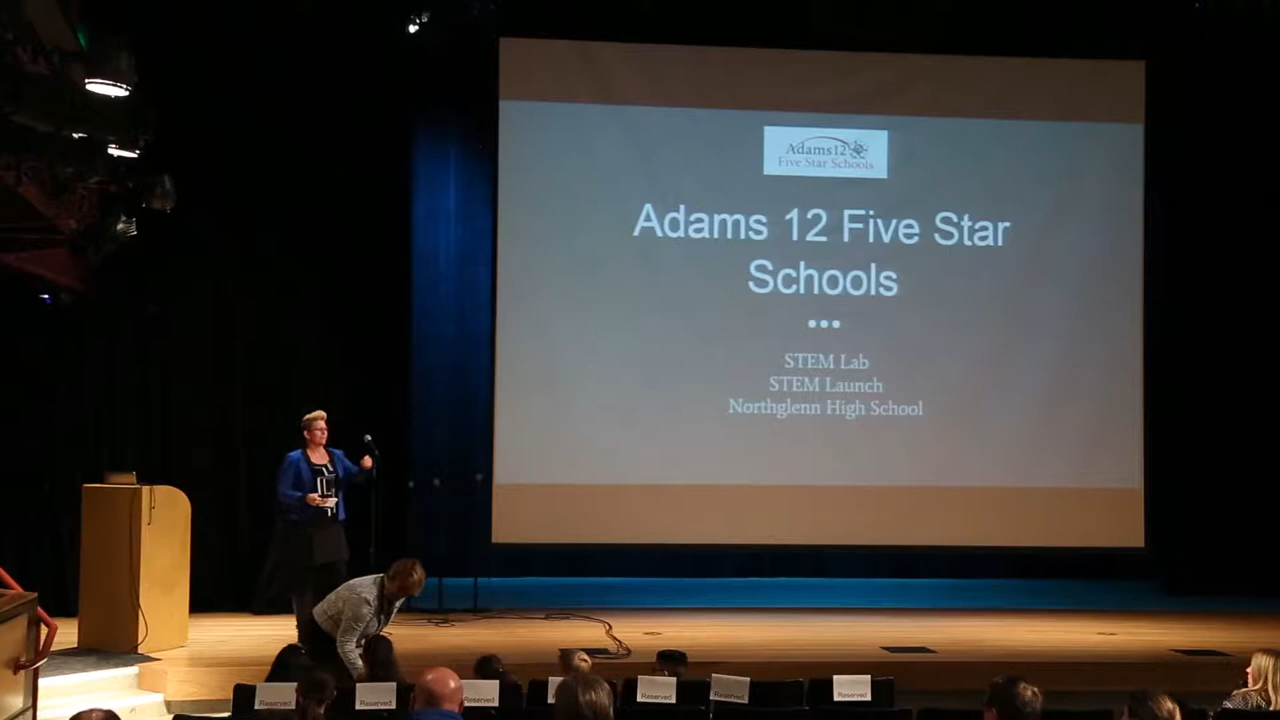 Adams12
Five Star Schools
Adams 12 Five Star
Schools
STEM Lab
STEM Launch
Northglenn High School
Reserved
Reserved
Reserved
Reserved
Reserved
Reserved